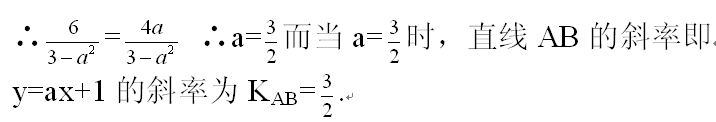 ∴ 6/(3−a²) = 4a/(3−a²) ∴a=3/2 而当 a=3/2 时，直线 AB 的斜率即
y=ax+1 的斜率为 K_AB=3/2.